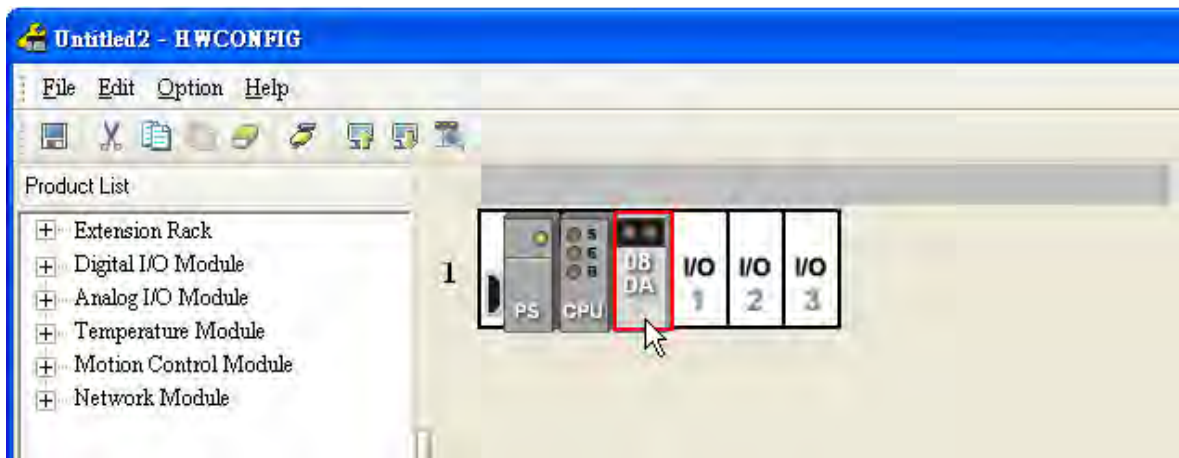 Untitled2 - HWCONFIG
File Edit Option Help
Product List
Extension Rack
Digital I/O Module
Analog I/O Module
Temperature Module
Motion Control Module
Network Module
1
PS
CPU
08
DA
I/O
1
I/O
2
I/O
3